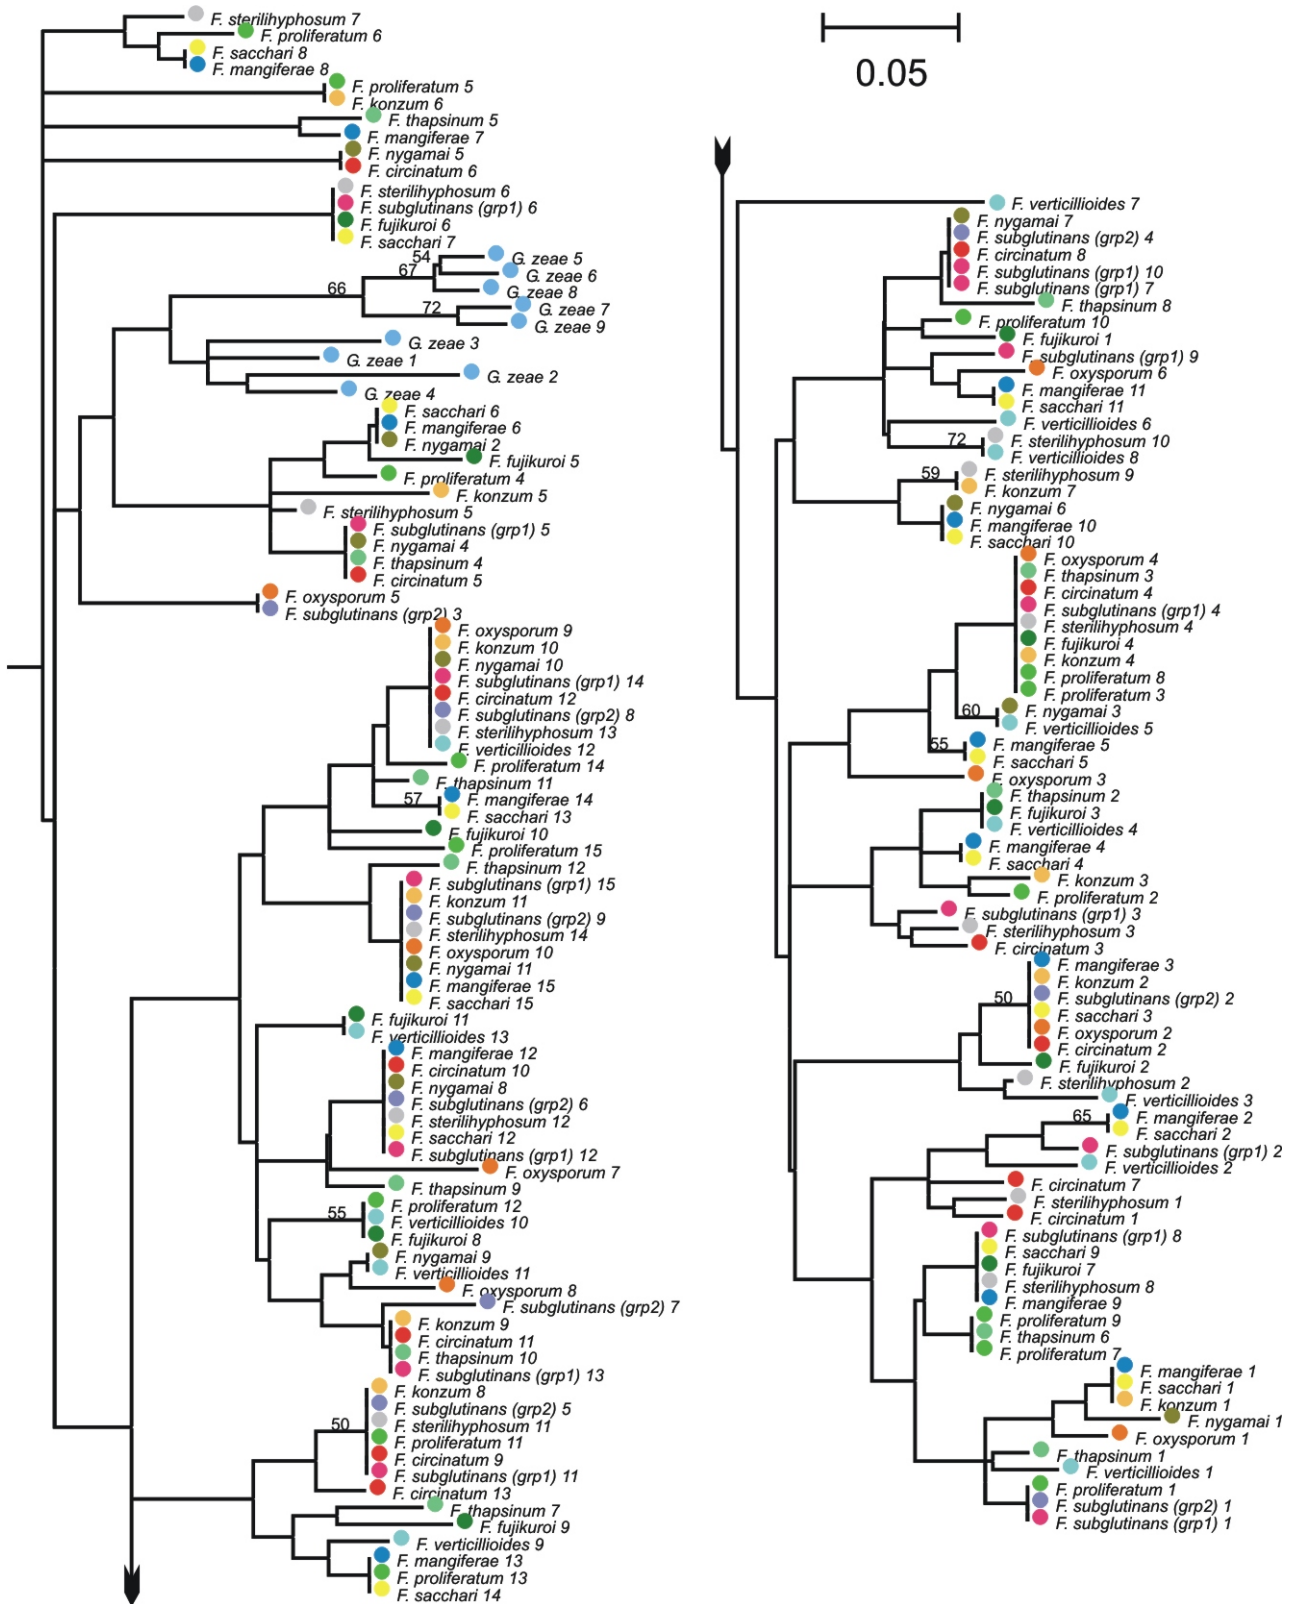 F. sterilihyphosum 7
F. proliferatum 6
F. sacchari 8
F. mangiferae 8
F. proliferatum 5
F. konzum 6
F. thapsinum 5
F. mangiferae 7
F. nygamai 5
F. circinatum 6
F. sterilihyphosum 6
F. subglutinans (grp1) 6
F. fujikuroi 6
F. sacchari 7
54
G. zeae 5
67
G. zeae 6
66
G. zeae 8
72
G. zeae 7
G. zeae 9
G. zeae 3
G. zeae 1
G. zeae 2
G. zeae 4
F. sacchari 6
F. mangiferae 6
F. nygamai 2
F. fujikuroi 5
F. proliferatum 4
F. konzum 5
F. sterilihyphosum 5
F. subglutinans (grp1) 5
F. nygamai 4
F. thapsinum 4
F. circinatum 5
F. oxysporum 5
F. subglutinans (grp2) 3
F. oxysporum 9
F. konzum 10
F. nygamai 10
F. subglutinans (grp1) 14
F. circinatum 12
F. subglutinans (grp2) 8
F. sterilihyphosum 13
F. verticillioides 12
F. proliferatum 14
F. thapsinum 11
57
F. mangiferae 14
F. sacchari 13
F. fujikuroi 10
F. proliferatum 15
F. thapsinum 12
F. subglutinans (grp1) 15
F. konzum 11
F. subglutinans (grp2) 9
F. sterilihyphosum 14
F. oxysporum 10
F. nygamai 11
F. mangiferae 15
F. sacchari 15
F. fujikuroi 11
F. verticillioides 13
F. mangiferae 12
F. circinatum 10
F. nygamai 8
F. subglutinans (grp2) 6
F. sterilihyphosum 12
F. sacchari 12
F. subglutinans (grp1) 12
F. oxysporum 7
F. thapsinum 9
F. proliferatum 12
55
F. verticillioides 10
F. fujikuroi 8
F. nygamai 9
F. verticillioides 11
F. oxysporum 8
F. subglutinans (grp2) 7
F. konzum 9
F. circinatum 11
F. thapsinum 10
F. subglutinans (grp1) 13
F. konzum 8
F. subglutinans (grp2) 5
50
F. sterilihyphosum 11
F. proliferatum 11
F. circinatum 9
F. subglutinans (grp1) 11
F. circinatum 13
F. thapsinum 7
F. fujikuroi 9
F. verticillioides 9
F. mangiferae 13
F. proliferatum 13
F. sacchari 14
0.05
F. verticillioides 7
F. nygamai 7
F. subglutinans (grp2) 4
F. circinatum 8
F. subglutinans (grp1) 10
F. subglutinans (grp1) 7
F. thapsinum 8
F. proliferatum 10
F. fujikuroi 1
F. subglutinans (grp1) 9
F. oxysporum 6
F. mangiferae 11
F. sacchari 11
F. verticillioides 6
72
F. sterilihyphosum 10
F. verticillioides 8
59
F. sterilihyphosum 9
F. konzum 7
F. nygamai 6
F. mangiferae 10
F. sacchari 10
F. oxysporum 4
F. thapsinum 3
F. circinatum 4
F. subglutinans (grp1) 4
F. sterilihyphosum 4
F. fujikuroi 4
F. konzum 4
F. proliferatum 8
F. proliferatum 3
60
F. nygamai 3
F. verticillioides 5
55
F. mangiferae 5
F. sacchari 5
F. oxysporum 3
F. thapsinum 2
F. fujikuroi 3
F. verticillioides 4
F. mangiferae 4
F. sacchari 4
F. konzum 3
F. proliferatum 2
F. subglutinans (grp1) 3
F. sterilihyphosum 3
F. circinatum 3
F. mangiferae 3
F. konzum 2
50
F. subglutinans (grp2) 2
F. sacchari 3
F. oxysporum 2
F. circinatum 2
F. fujikuroi 2
F. sterilihyphosum 2
F. verticillioides 3
65
F. mangiferae 2
F. sacchari 2
F. subglutinans (grp1) 2
F. verticillioides 2
F. circinatum 7
F. sterilihyphosum 1
F. circinatum 1
F. subglutinans (grp1) 8
F. sacchari 9
F. fujikuroi 7
F. sterilihyphosum 8
F. mangiferae 9
F. proliferatum 9
F. thapsinum 6
F. proliferatum 7
F. mangiferae 1
F. sacchari 1
F. konzum 1
F. nygamai 1
F. oxysporum 1
F. thapsinum 1
F. verticillioides 1
F. proliferatum 1
F. subglutinans (grp2) 1
F. subglutinans (grp1) 1